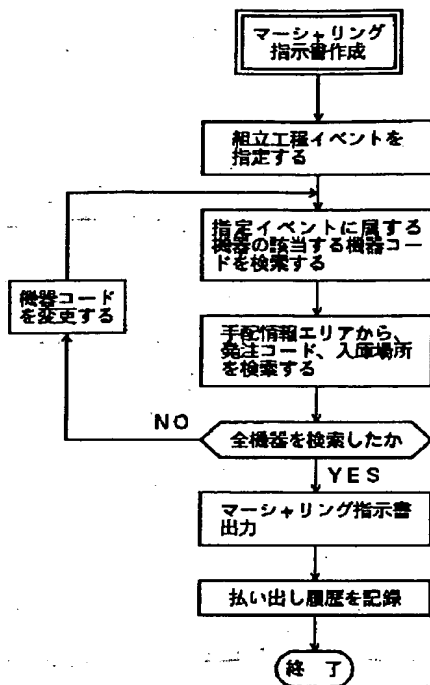 マーシャリング
指示書作成
組立工程イベントを
指定する
指定イベントに属する
機器の該当する機器コー
ドを検索する
機器コード
を変更する
手配情報エリアから、
発注コード、入庫場所
を検索する
NO
全機器を検索したか
YES
マーシャリング指示書
出力
払い出し履歴を記録
終 了